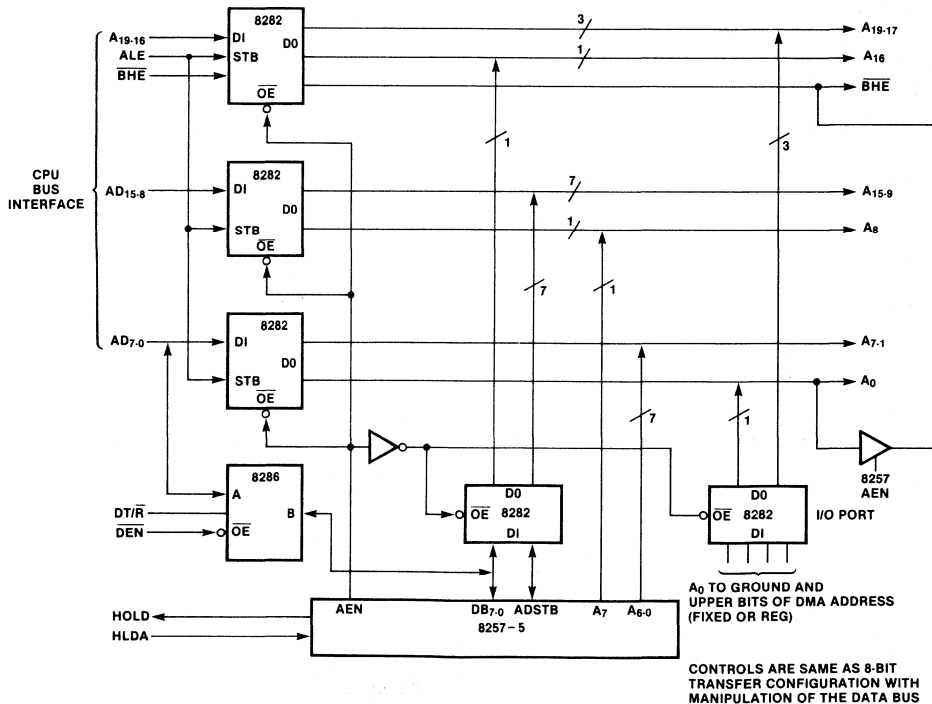 8282
3
A19-16
DI
A19-17
D0
ALE
STB
1
A16
BHE
BHE
OE
1
3
CPU
BUS
INTERFACE
8282
AD15-8
DI
7
A15-9
D0
1
A8
STB
OE
7
1
8282
AD7-0
DI
A7-1
D0
STB
A0
OE
1
7
8286
8257
AEN
A
D0
D0
DT/R
B
OE 8282
OE 8282
I/O PORT
DEN
OE
DI
DI
A0 TO GROUND AND
UPPER BITS OF DMA ADDRESS
(FIXED OR REG)
AEN
DB7-0 ADSTB
A7
A6-0
HOLD
8257-5
HLDA
CONTROLS ARE SAME AS 8-BIT
TRANSFER CONFIGURATION WITH
MANIPULATION OF THE DATA BUS